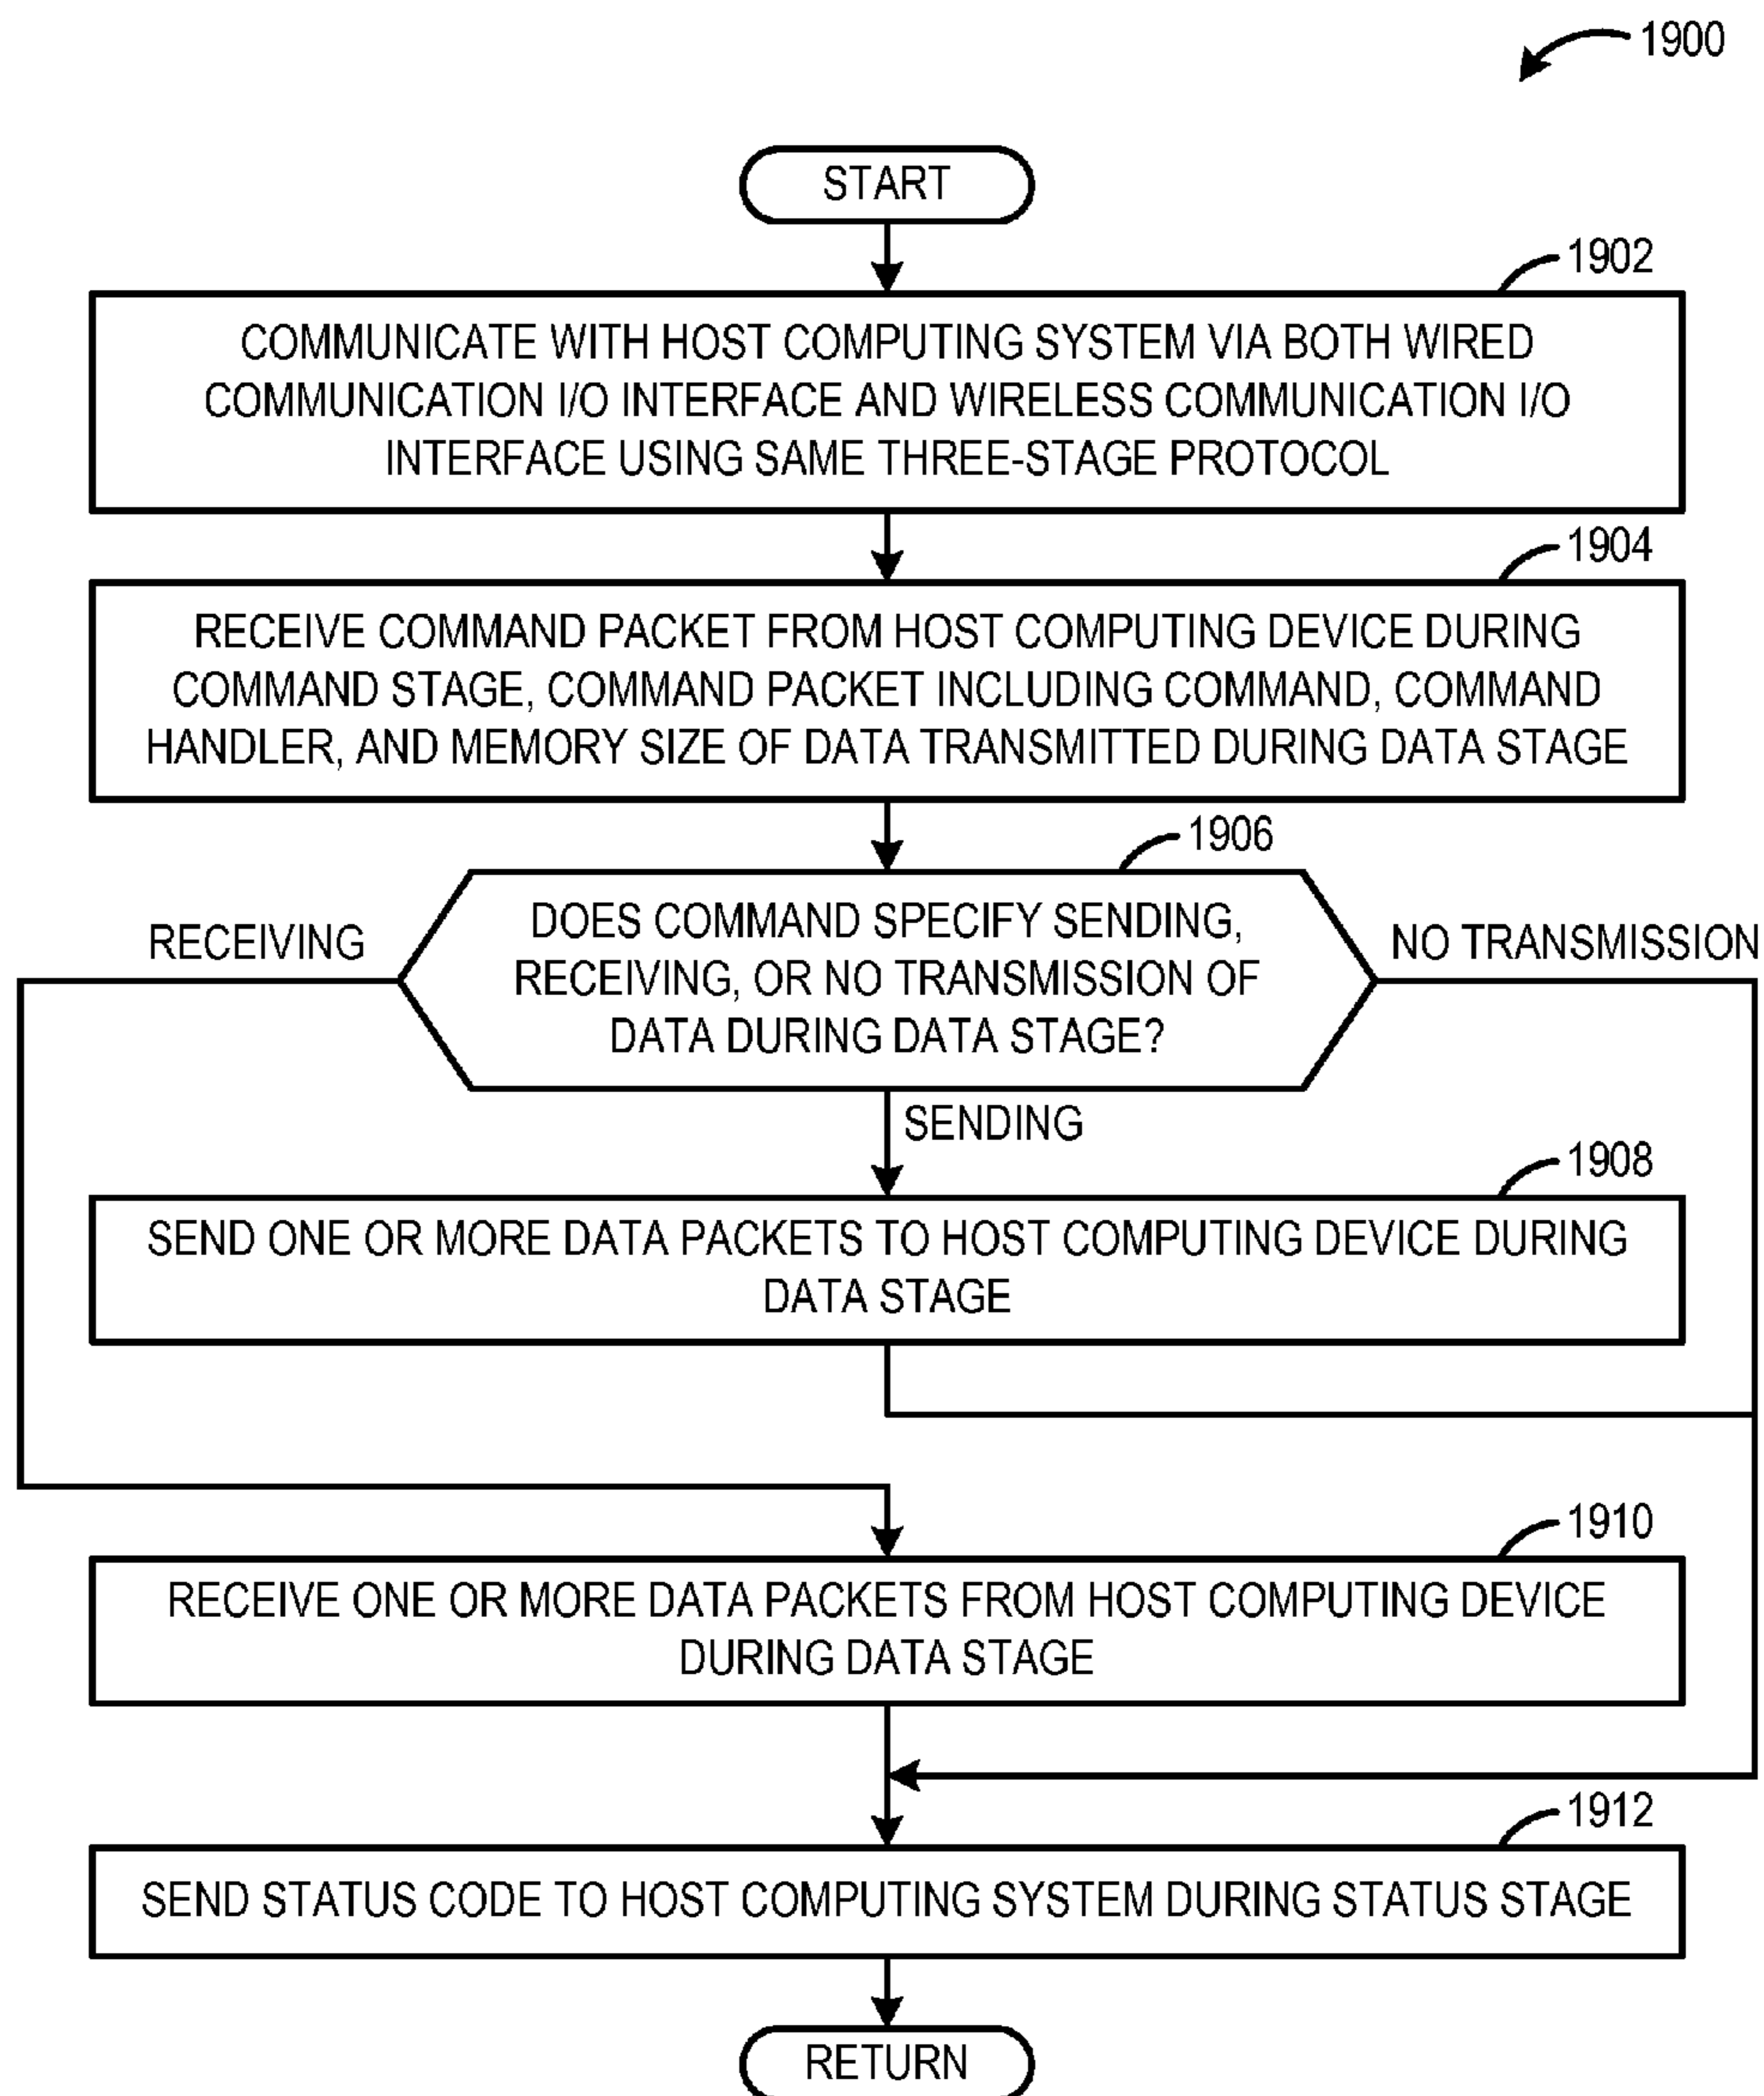 1900
START
1902
COMMUNICATE WITH HOST COMPUTING SYSTEM VIA BOTH WIRED
COMMUNICATION I/O INTERFACE AND WIRELESS COMMUNICATION I/O
INTERFACE USING SAME THREE-STAGE PROTOCOL
1904
RECEIVE COMMAND PACKET FROM HOST COMPUTING DEVICE DURING
COMMAND STAGE, COMMAND PACKET INCLUDING COMMAND, COMMAND
HANDLER, AND MEMORY SIZE OF DATA TRANSMITTED DURING DATA STAGE
1906
DOES COMMAND SPECIFY SENDING,
RECEIVING, OR NO TRANSMISSION OF
DATA DURING DATA STAGE?
RECEIVING
NO TRANSMISSION
SENDING
1908
SEND ONE OR MORE DATA PACKETS TO HOST COMPUTING DEVICE DURING
DATA STAGE
1910
RECEIVE ONE OR MORE DATA PACKETS FROM HOST COMPUTING DEVICE
DURING DATA STAGE
1912
SEND STATUS CODE TO HOST COMPUTING SYSTEM DURING STATUS STAGE
RETURN